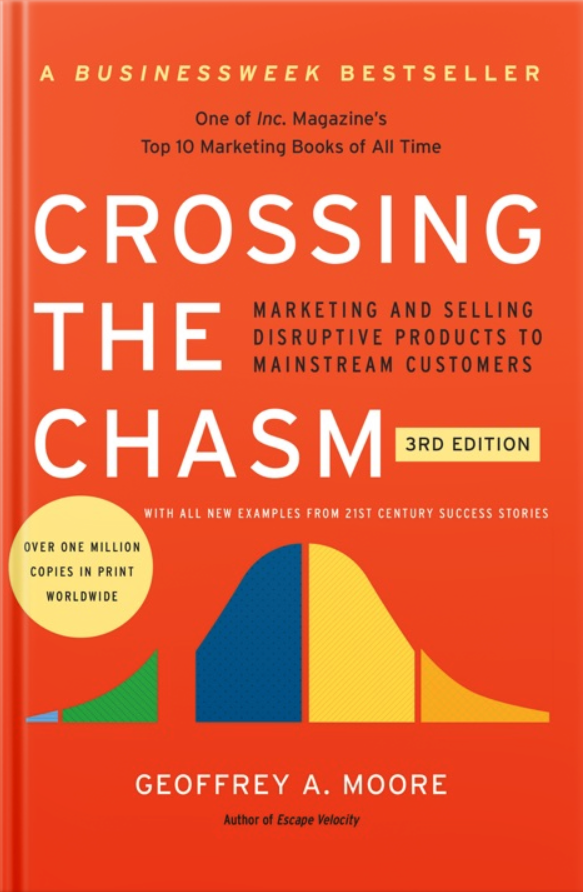 A BUSINESSWEEK BESTSELLER
One of Inc. Magazine's
Top 10 Marketing Books of All Time
CROSSING
THE
MARKETING AND SELLING
DISRUPTIVE PRODUCTS TO
MAINSTREAM CUSTOMERS
CHASM
3RD EDITION
WITH ALL NEW EXAMPLES FROM 21ST CENTURY SUCCESS STORIES
OVER ONE MILLION
COPIES IN PRINT
WORLDWIDE
GEOFFREY A. MOORE
Author of Escape Velocity